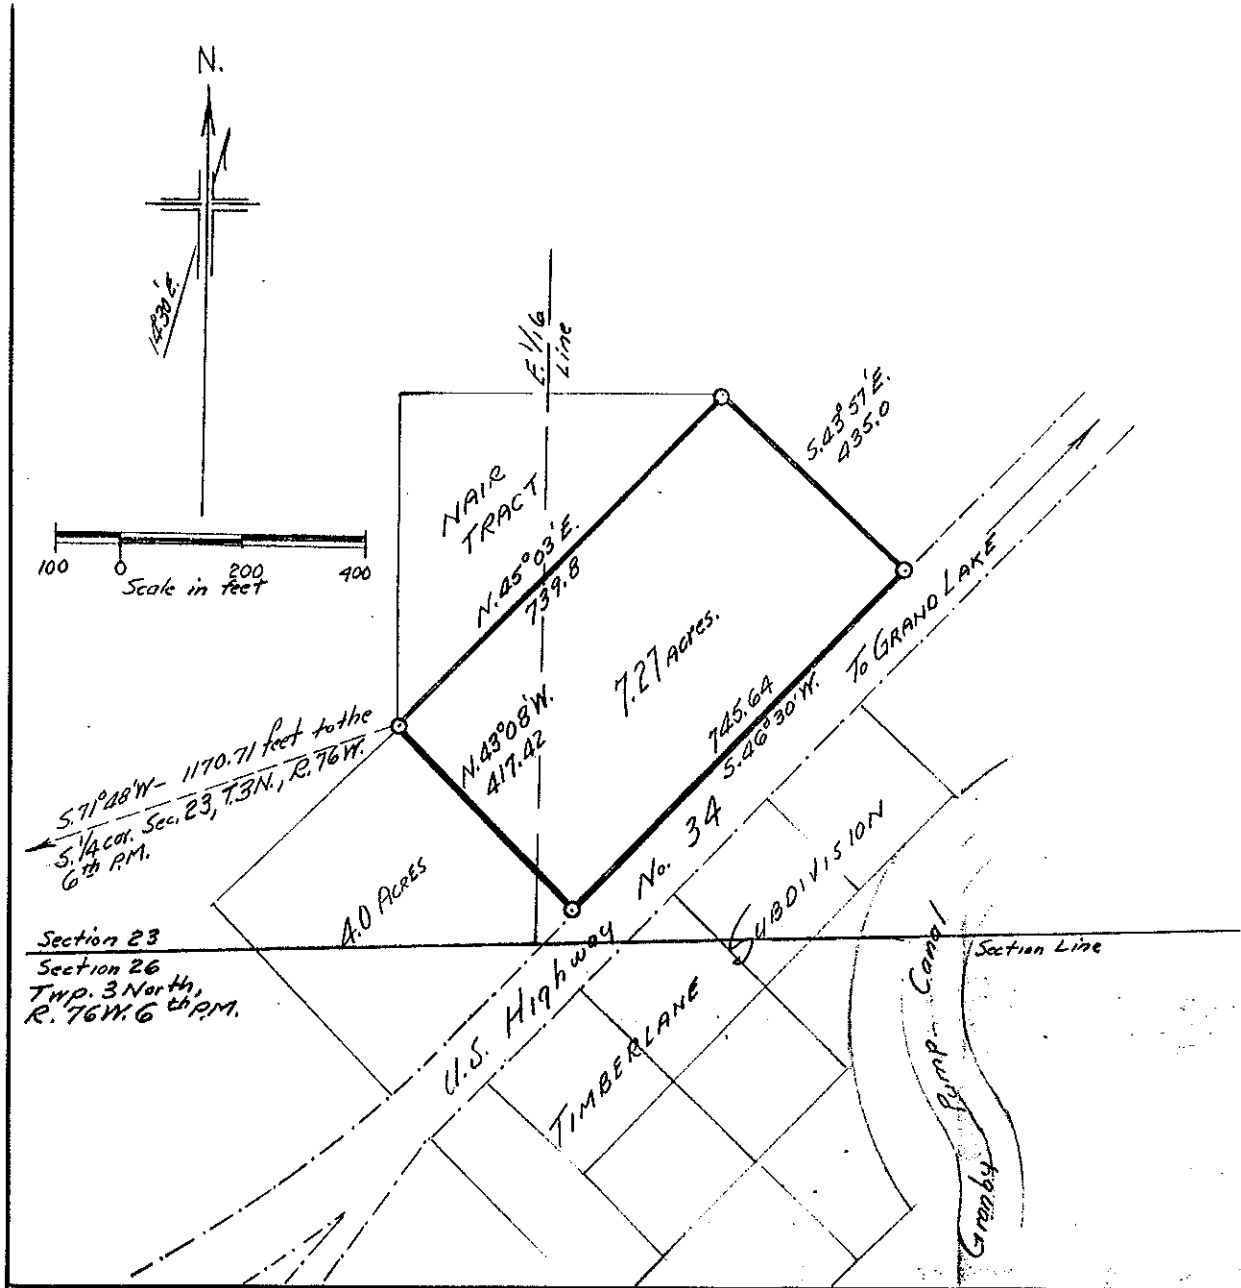 N.
14°30'E.
E. 1/16
Line
S.43°57'E.
435.0
NAIR
TRACT
N.45°03'E.
739.8
100 0 200 400
Scale in feet
7.27 Acres.
To GRAND LAKE
745.64
S.46°30'W.
N.43°08'W.
417.42
S.71°48'W- 1170.71 feet to the
S.1/4 cor. Sec. 23, T.3N., R.76W.
6th P.M.
4.0 ACRES
U.S. Highway No. 34
TIMBERLANE SUBDIVISION
Section 23
Section 26
Twp. 3 North,
R. 76W. 6th P.M.
Section Line
Granby Pump Canal